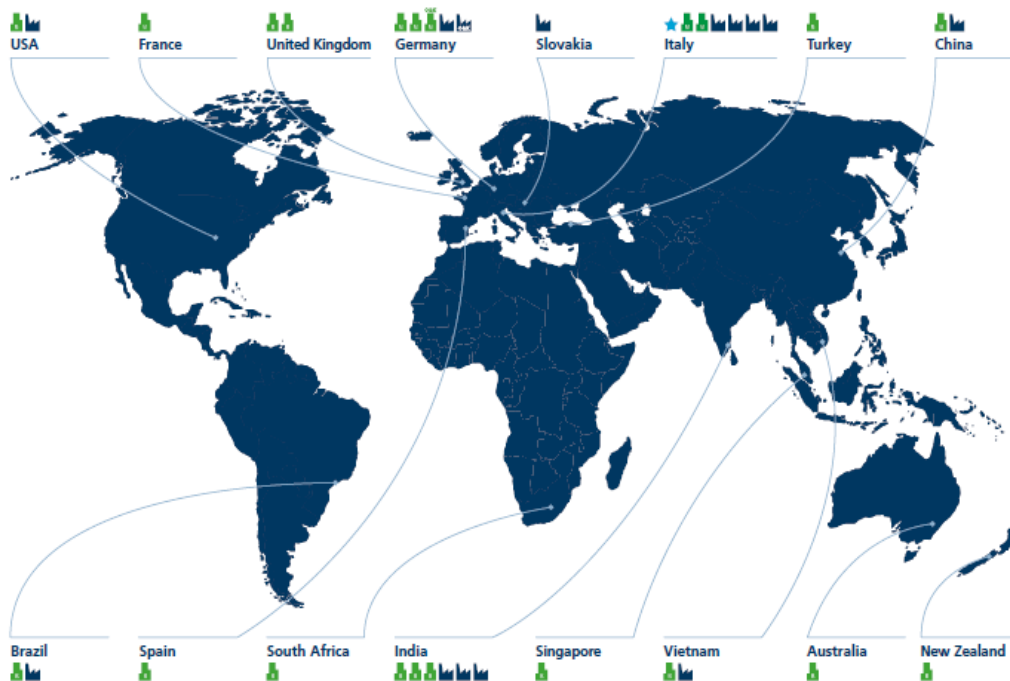 USA
France
United Kingdom
Germany
Slovakia
Italy
Turkey
China
Brazil
Spain
South Africa
India
Singapore
Vietnam
Australia
New Zealand